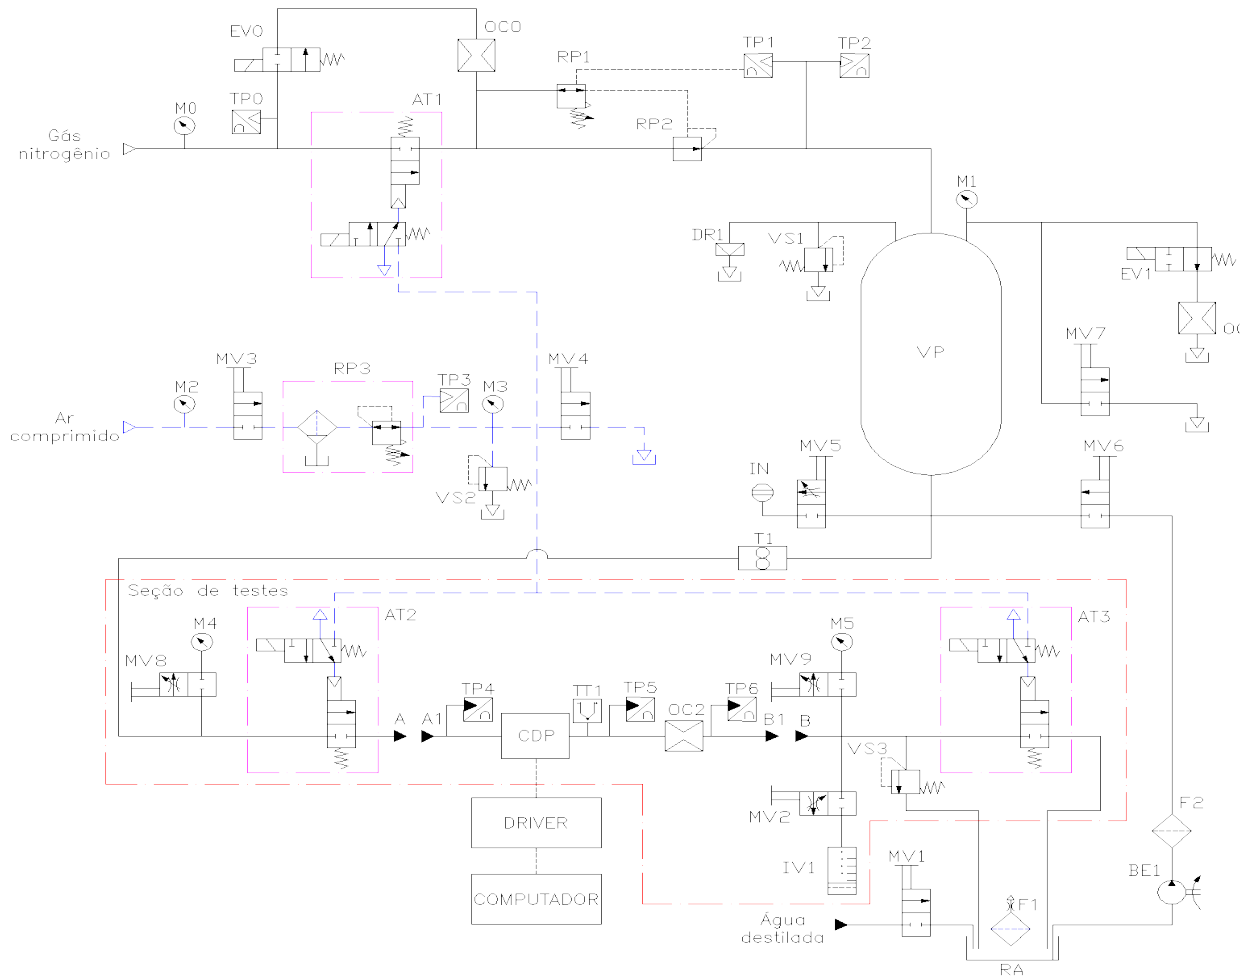 EV0
OC0
RP1
TP1
TP2
TP0
M0
AT1
RP2
Gás
nitrogênio
M1
DR1
VS1
EV1
VP
MV7
MV3
RP3
MV4
M2
TP3
M3
Ar
comprimido
VS2
MV5
MV6
IN
T1
Seção de testes
AT2
M4
MV8
M5
AT3
MV9
TP4
TT1
TP5
TP6
A
A1
CDP
OC2
B1
B
VS3
DRIVER
MV2
F2
IV1
MV1
BE1
COMPUTADOR
F1
Água
destilada
RA